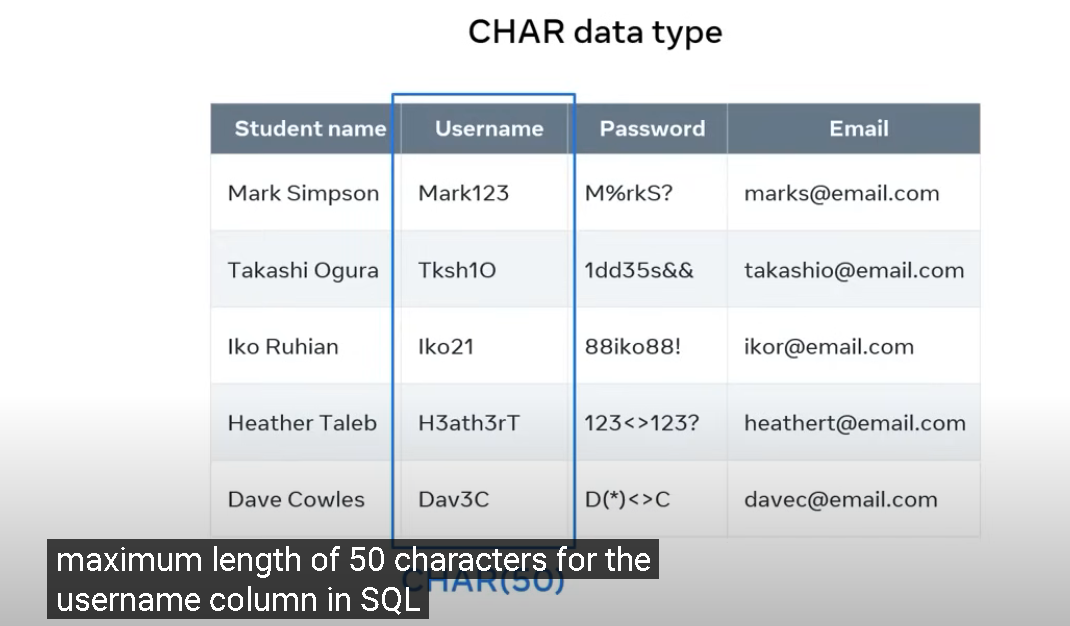 CHAR data type
Student name Username Password Email
Mark Simpson Mark123 M%rkS? marks@email.com
Takashi Ogura Tksh1O 1dd35s&& takashio@email.com
Iko Ruhian Iko21 88iko88! ikor@email.com
Heather Taleb H3ath3rT 123<>123? heathert@email.com
Dave Cowles Dav3C D(*)<>C davec@email.com
CHAR(50)
maximum length of 50 characters for the
username column in SQL